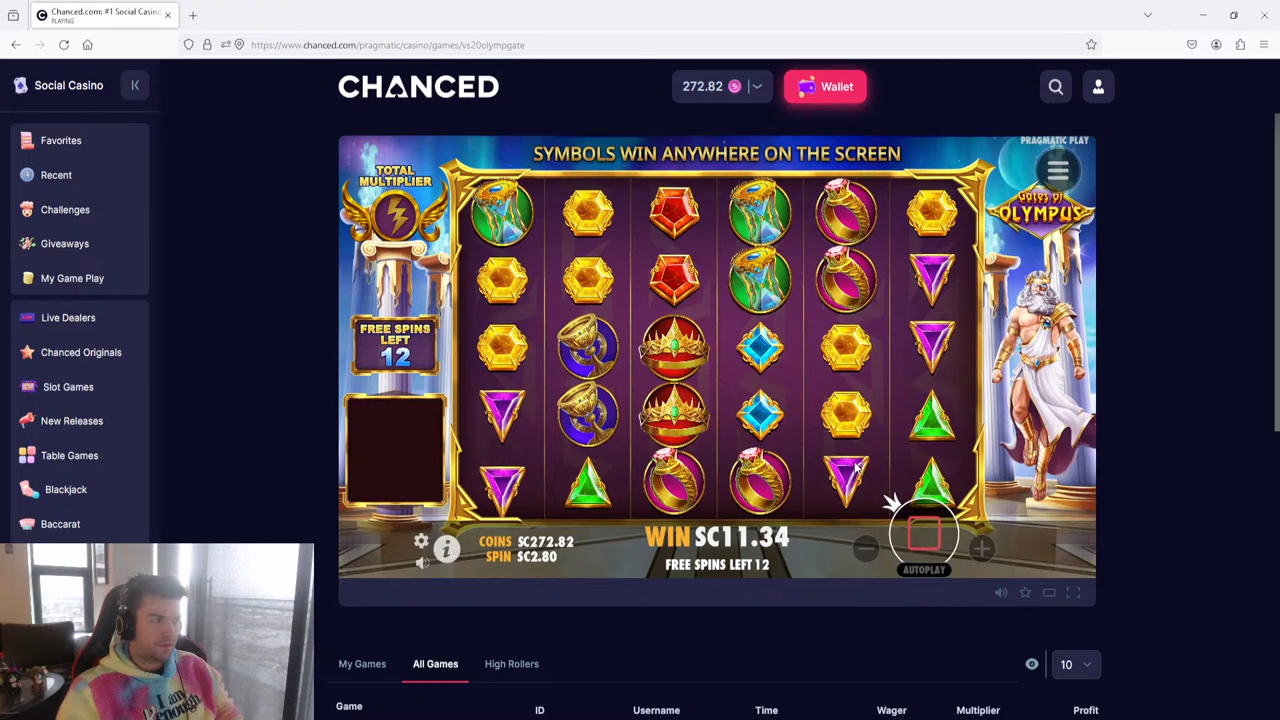 Chanced.com: #1 Social Casino
PLAYING
https://www.chanced.com/pragmatic/casino/games/vs20olympgate
Social Casino
CHANCED
272.82
Wallet
Favorites
Recent
Challenges
Giveaways
My Game Play
Live Dealers
Chanced Originals
Slot Games
New Releases
Table Games
Blackjack
Baccarat
PRAGMATIC PLAY
SYMBOLS WIN ANYWHERE ON THE SCREEN
TOTAL
MULTIPLIER
Gates of
OLYMPUS
FREE SPINS
LEFT
12
COINS SC272.82
SPIN SC2.80
WIN SC11.34
FREE SPINS LEFT 12
AUTOPLAY
I am
enough
My Games
All Games
High Rollers
10
Game
ID
Username
Time
Wager
Multiplier
Profit